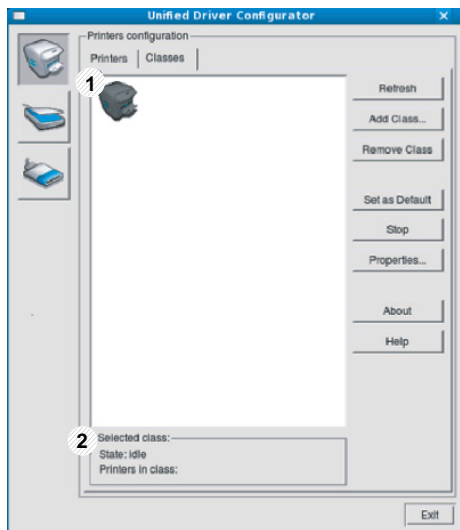 Unified Driver Configurator
Printers configuration
Printers
Classes
1
Refresh
Add Class...
Remove Class
Set as Default
Stop
Properties...
About
Help
2
Selected class:
State: idle
Printers in class:
Exit